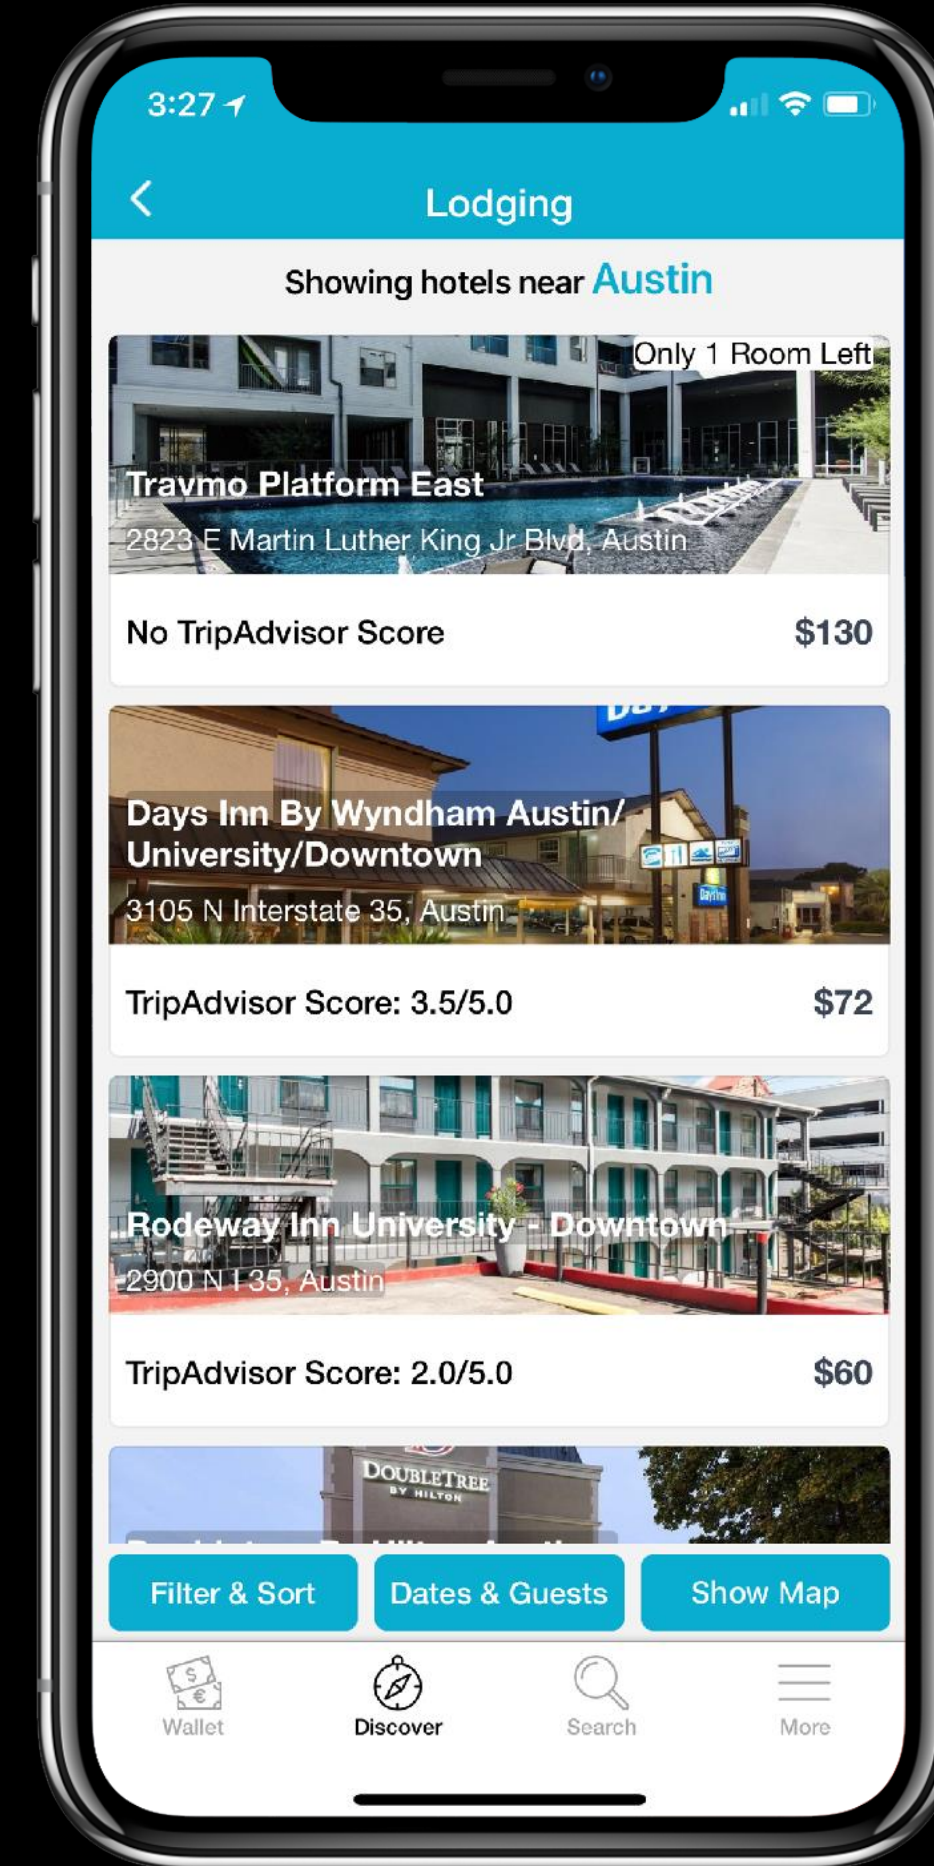 3:27
Lodging
Showing hotels near Austin
Only 1 Room Left
Travmo Platform East
2823 E Martin Luther King Jr Blvd, Austin
No TripAdvisor Score
$130
Days Inn By Wyndham Austin/
University/Downtown
3105 N Interstate 35, Austin
Days Inn
TripAdvisor Score: 3.5/5.0
$72
Rodeway Inn University - Downtown
2900 N I 35, Austin
TripAdvisor Score: 2.0/5.0
$60
DOUBLETREE
BY HILTON
Filter & Sort
Dates & Guests
Show Map
$
€
Wallet
Discover
Search
More